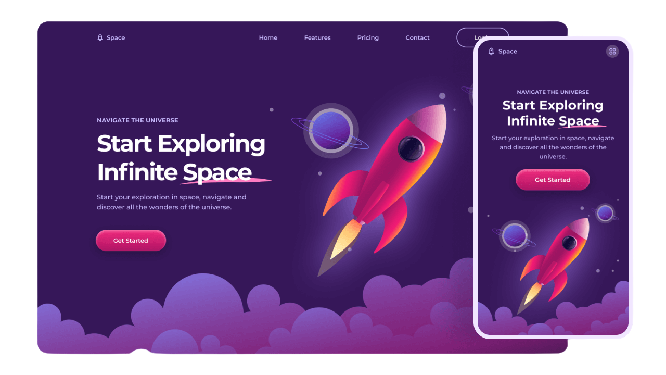 Space
Home Features Pricing Contact
NAVIGATE THE UNIVERSE
Start Exploring
Infinite Space
Start your exploration in space, navigate and
discover all the wonders of the universe.
Get Started
Space
NAVIGATE THE UNIVERSE
Start Exploring
Infinite Space
Start your exploration in space, navigate
and discover all the wonders of the
universe.
Get Started